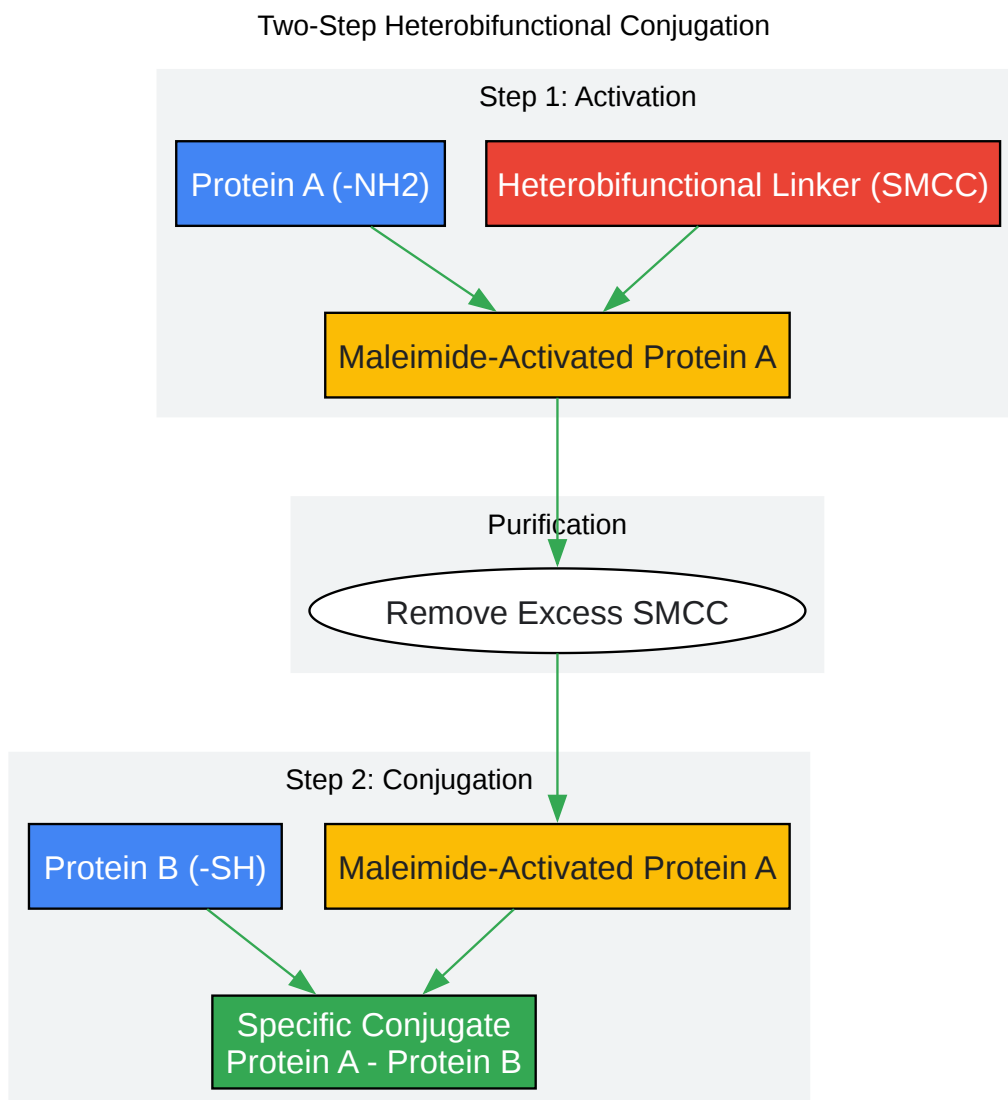 Two-Step Heterobifunctional Conjugation
Step 1: Activation
Protein A (-NH2)
Heterobifunctional Linker (SMCC)
Maleimide-Activated Protein A
Purification
Remove Excess SMCC
Step 2: Conjugation
Protein B (-SH)
Maleimide-Activated Protein A
Specific Conjugate
Protein A - Protein B